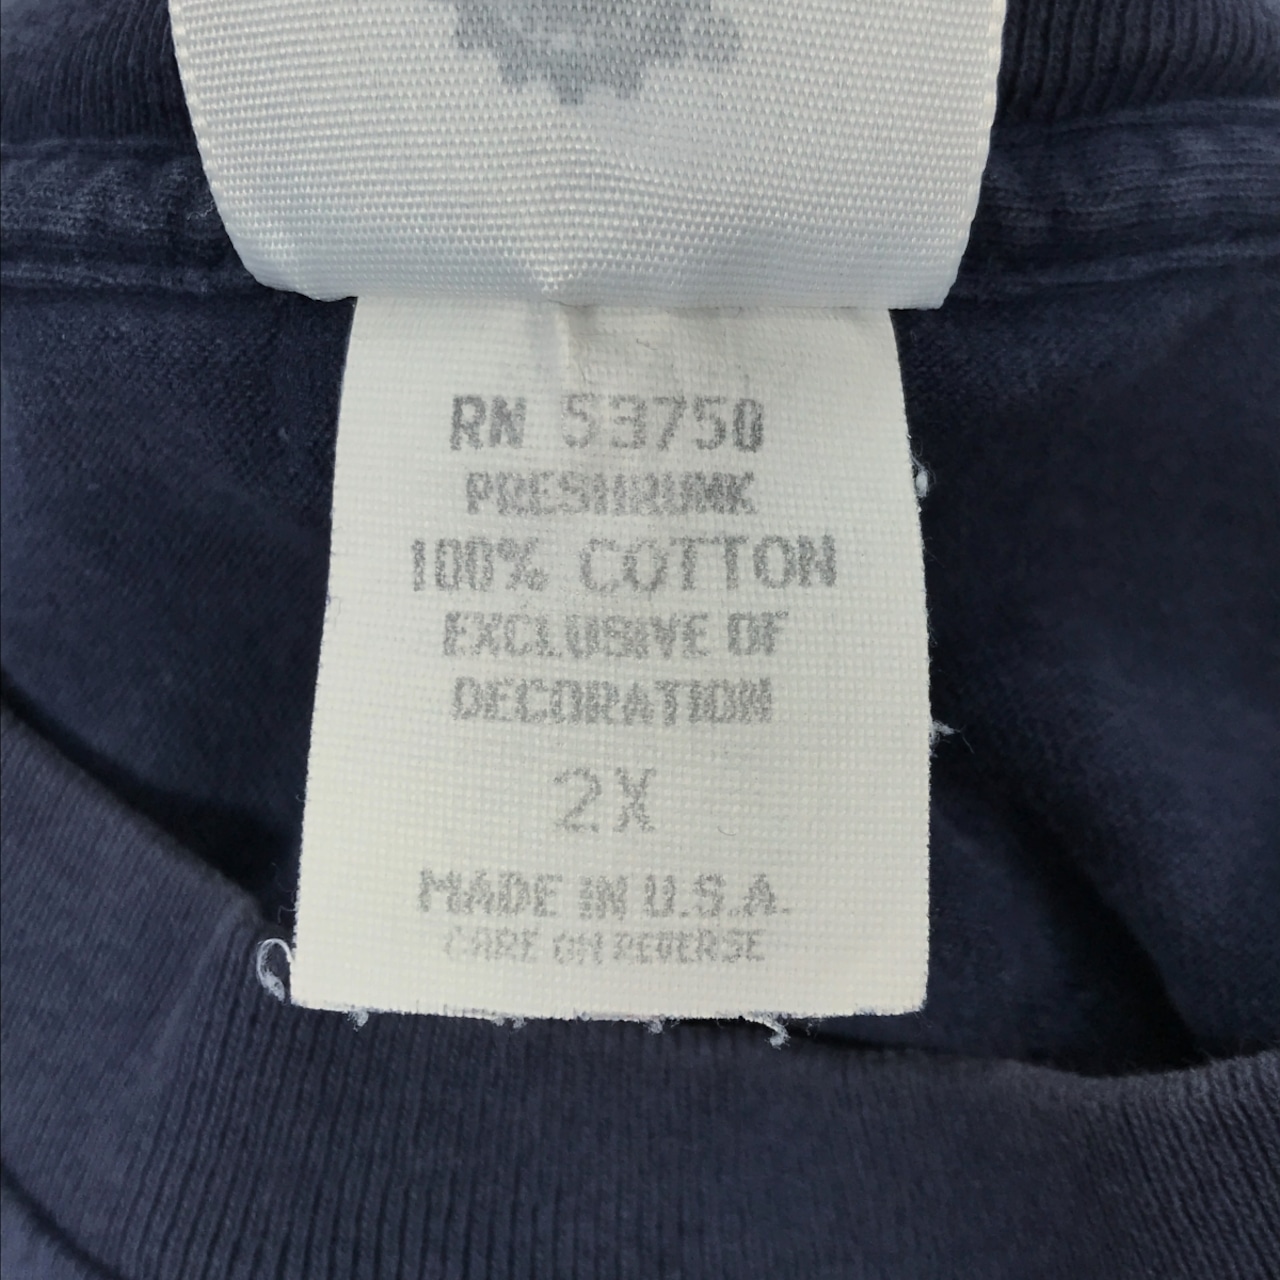 RN 53750
PRESHRUNK
100% COTTON
EXCLUSIVE OF
DECORATION
2X
MADE IN U.S.A.
CARE ON REVERSE